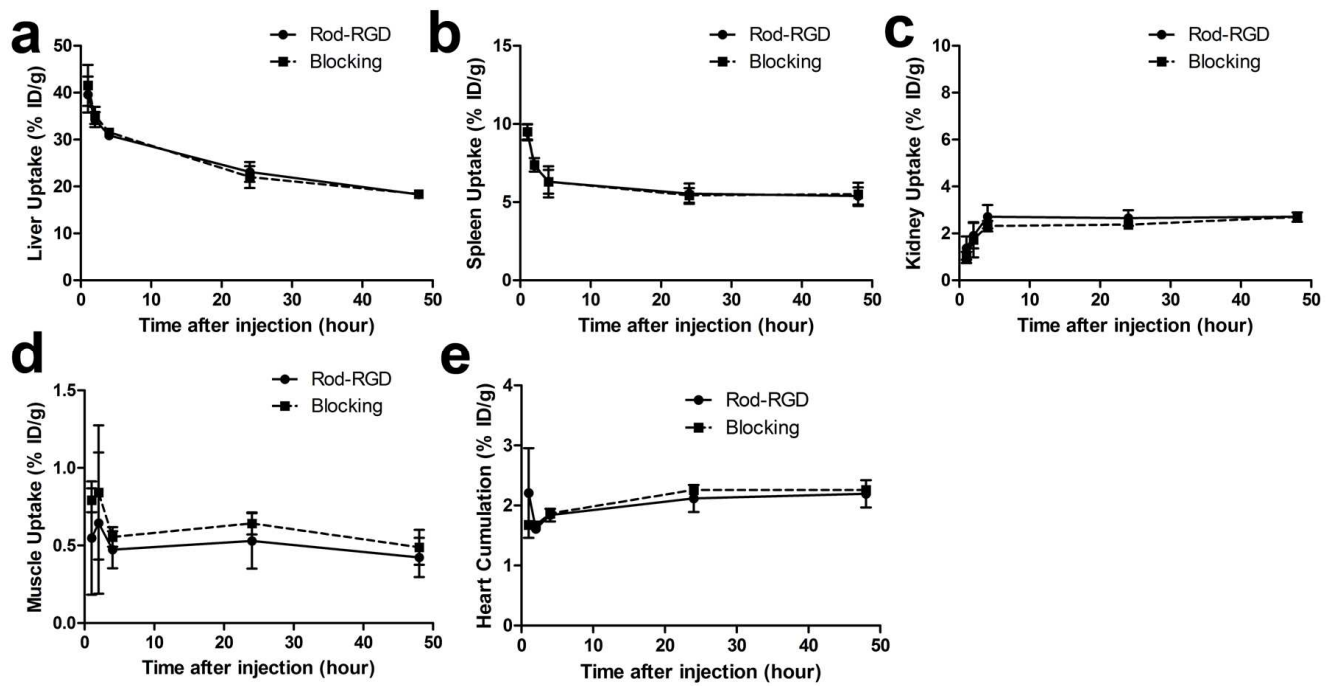 a
Rod-RGD
Blocking
Liver Uptake (% ID/g)
50
40
30
20
10
0
0 10 20 30 40 50
Time after injection (hour)
b
Rod-RGD
Blocking
Spleen Uptake (% ID/g)
15
10
5
0
0 10 20 30 40 50
Time after injection (hour)
c
Rod-RGD
Blocking
Kidney Uptake (% ID/g)
10
8
6
4
2
0
0 10 20 30 40 50
Time after injection (hour)
d
Rod-RGD
Blocking
Muscle Uptake (% ID/g)
1.5
1.0
0.5
0.0
0 10 20 30 40 50
Time after injection (hour)
e
Rod-RGD
Blocking
Heart Cumulation (% ID/g)
4
3
2
1
0
0 10 20 30 40 50
Time after injection (hour)